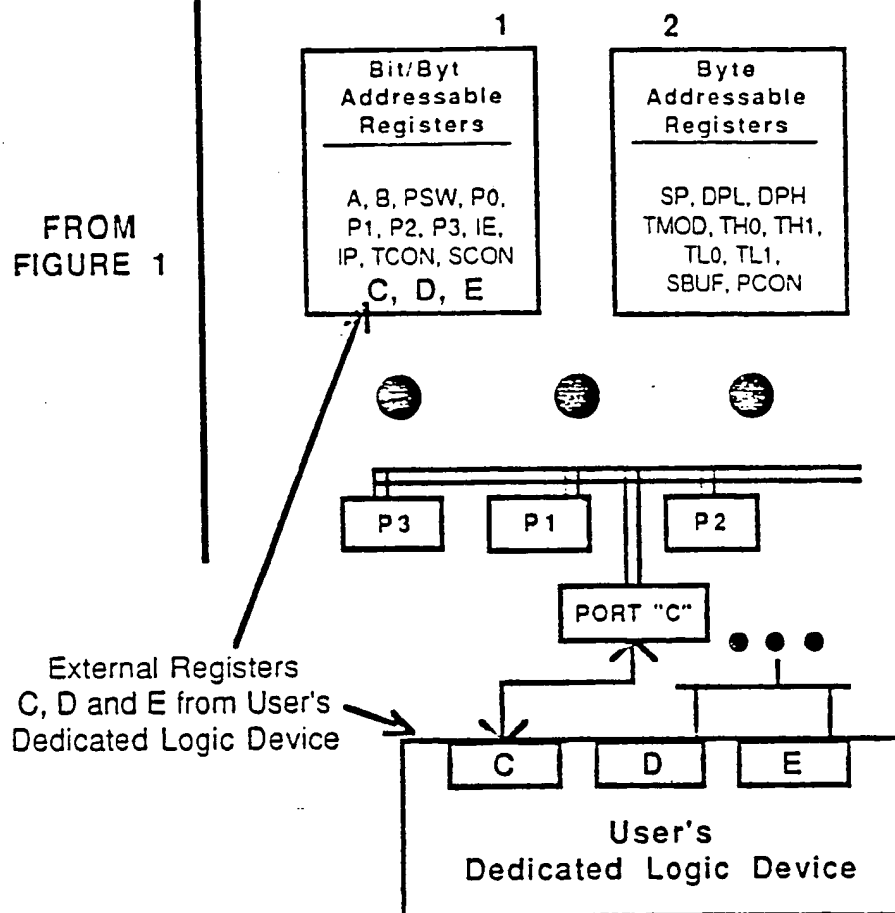 1
2
Bit/Byt
Addressable
Registers
A, B, PSW, P0,
P1, P2, P3, IE,
IP, TCON, SCON
C, D, E
Byte
Addressable
Registers
SP, DPL, DPH
TMOD, TH0, TH1,
TL0, TL1,
SBUF, PCON
FROM
FIGURE 1
P3
P1
P2
PORT "C"
External Registers
C, D and E from User's
Dedicated Logic Device
C
D
E
User's
Dedicated Logic Device